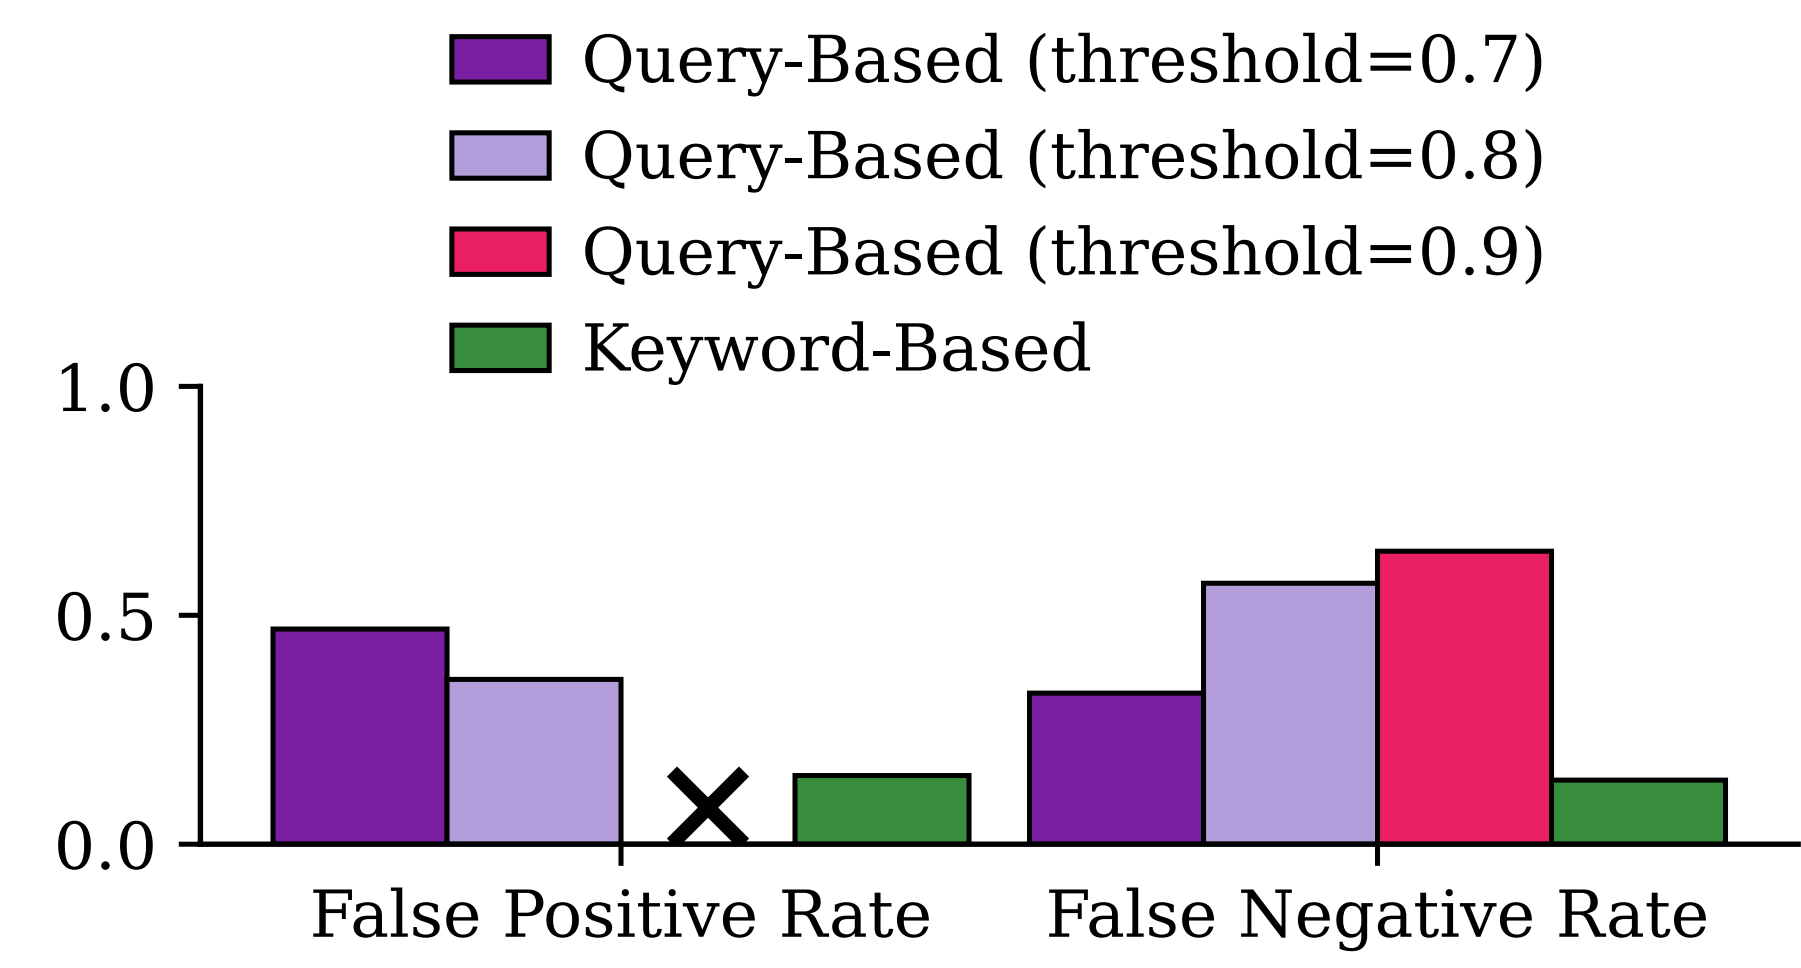 Query-Based (threshold=0.7)
Query-Based (threshold=0.8)
Query-Based (threshold=0.9)
Keyword-Based
1.0
0.5
0.0
False Positive Rate
False Negative Rate